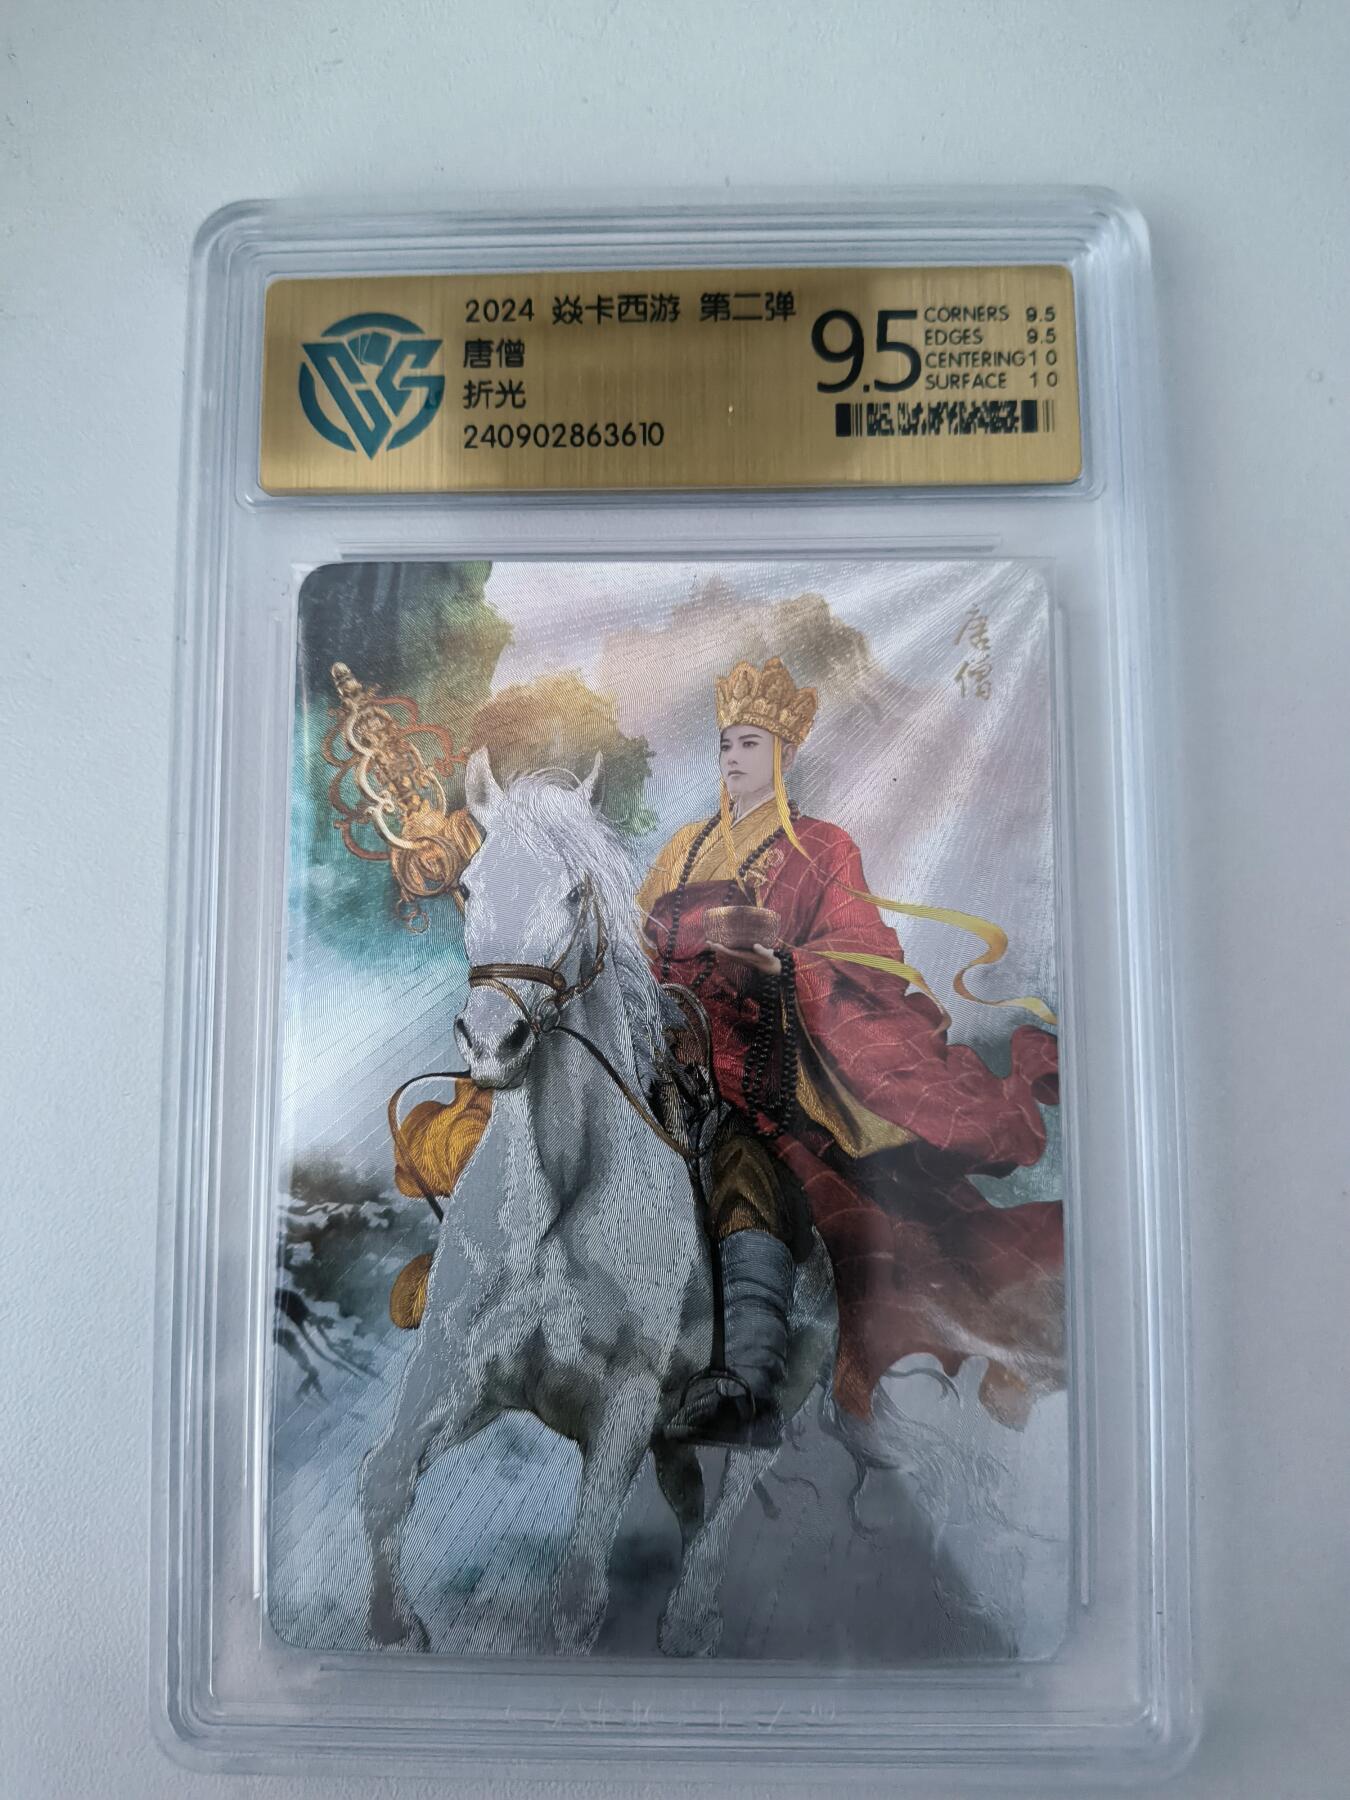 2024 焱卡西游 第二弹
唐僧
折光
240902863610
9.5
CORNERS 9.5
EDGES 9.5
CENTERING 10
SURFACE 10
唐僧